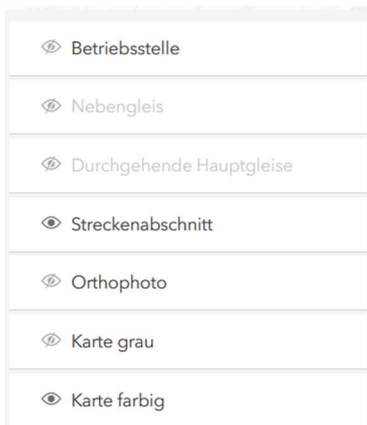 Betriebsstelle
Nebengleis
Durchgehende Hauptgleise
Streckenabschnitt
Orthophoto
Karte grau
Karte farbig